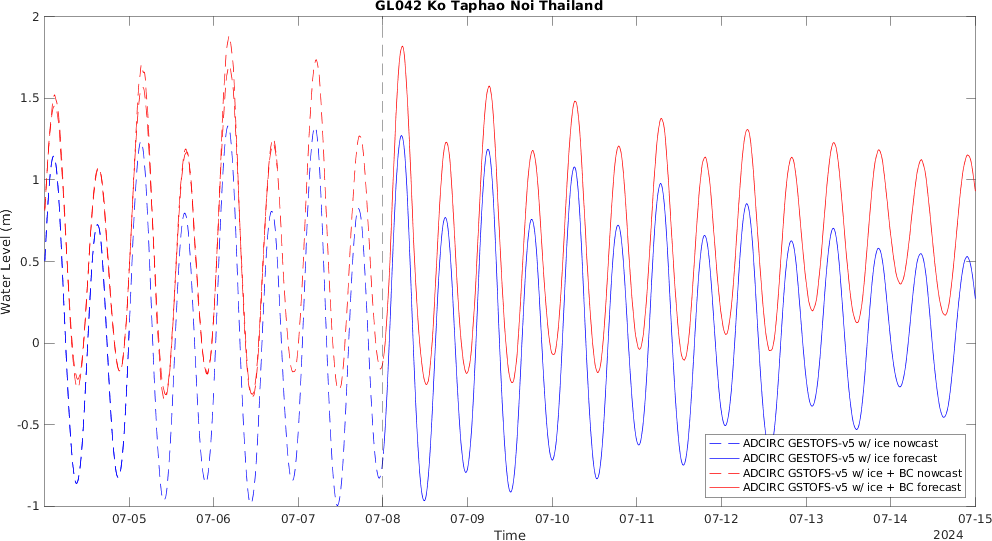 GL042 Ko Taphao Noi Thailand
2
1.5
1
0.5
0
-0.5
-1
Water Level (m)
ADCIRC GESTOFS-v5 w/ ice nowcast
ADCIRC GESTOFS-v5 w/ ice forecast
ADCIRC GSTOFS-v5 w/ ice + BC nowcast
ADCIRC GSTOFS-v5 w/ ice + BC forecast
07-05 07-06 07-07 07-08 07-09 07-10 07-11 07-12 07-13 07-14 07-15
Time
2024